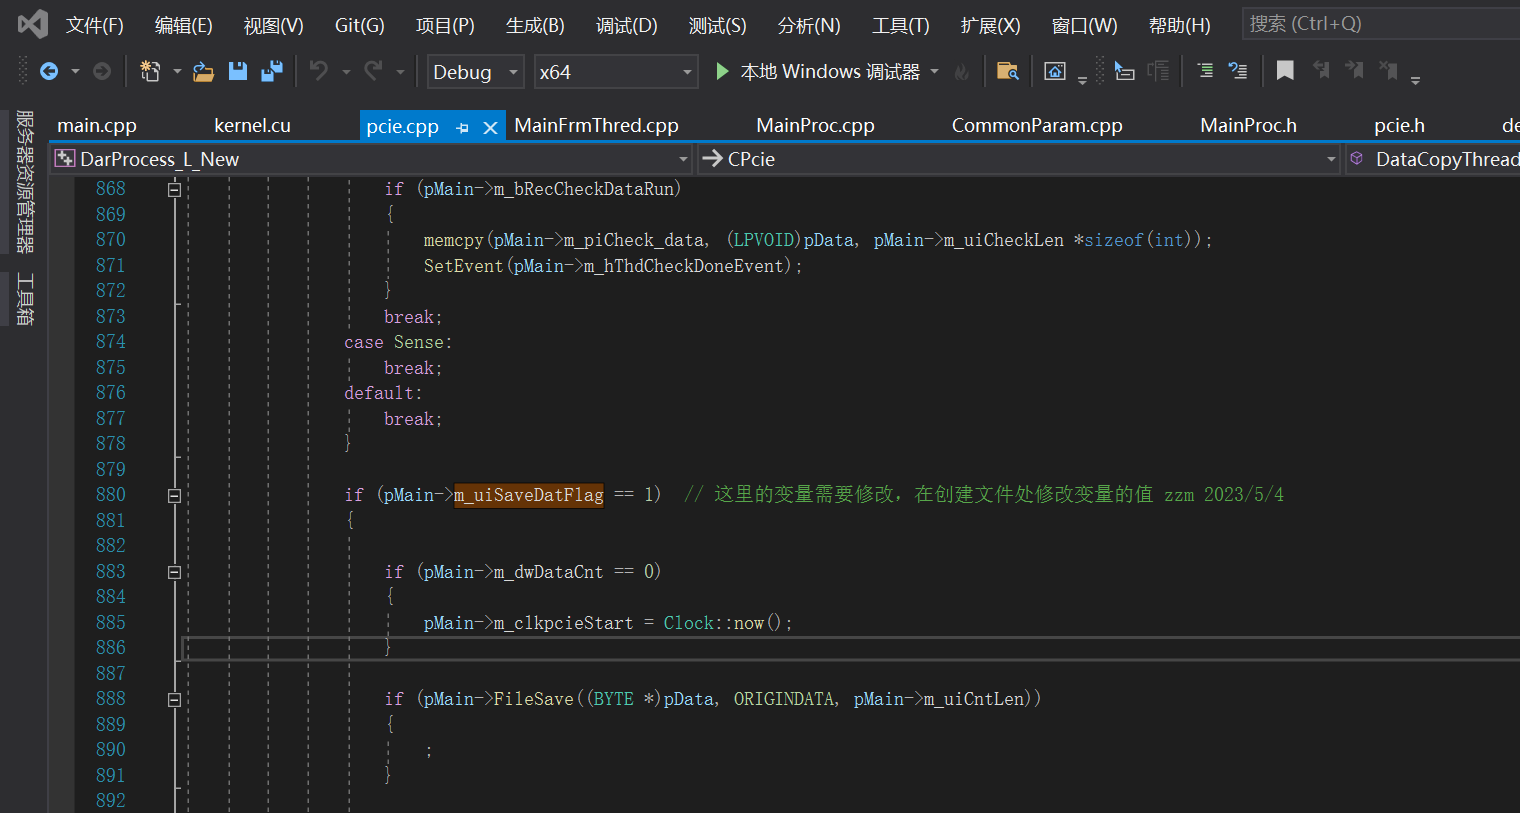 文件(F) 编辑(E) 视图(V) Git(G) 项目(P) 生成(B) 调试(D) 测试(S) 分析(N) 工具(T) 扩展(X) 窗口(W) 帮助(H) 搜索 (Ctrl+Q)
Debug x64 本地 Windows 调试器
服务器资源管理器
工具箱
main.cpp kernel.cu pcie.cpp MainFrmThred.cpp MainProc.cpp CommonParam.cpp MainProc.h pcie.h de
DarProcess_L_New CPcie DataCopyThread
868 if (pMain->m_bRecCheckDataRun)
869 {
870 memcpy(pMain->m_piCheck_data, (LPVOID)pData, pMain->m_uiCheckLen *sizeof(int));
871 SetEvent(pMain->m_hThdCheckDoneEvent);
872 }
873 break;
874 case Sense:
875 break;
876 default:
877 break;
878 }
879
880 if (pMain->m_uiSaveDatFlag == 1) // 这里的变量需要修改，在创建文件处修改变量的值 zzm 2023/5/4
881 {
882
883 if (pMain->m_dwDataCnt == 0)
884 {
885 pMain->m_clkpcieStart = Clock::now();
886 }
887
888 if (pMain->FileSave((BYTE *)pData, ORIGINDATA, pMain->m_uiCntLen))
889 {
890 ;
891 }
892